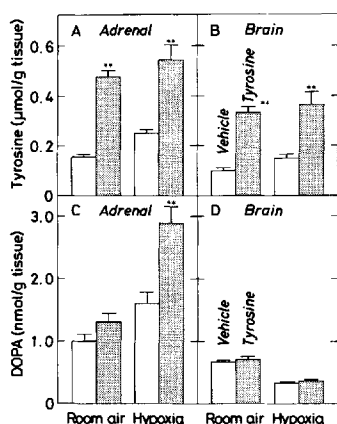 A Adrenal
B Brain
**
**
**
**
Vehicle
Tyrosine
Tyrosine (µmol/g tissue)
0.6
0.4
0.2
0
C Adrenal
D Brain
**
Vehicle
Tyrosine
DOPA (nmol/g tissue)
3.0
2.0
1.0
0
Room air Hypoxia Room air Hypoxia